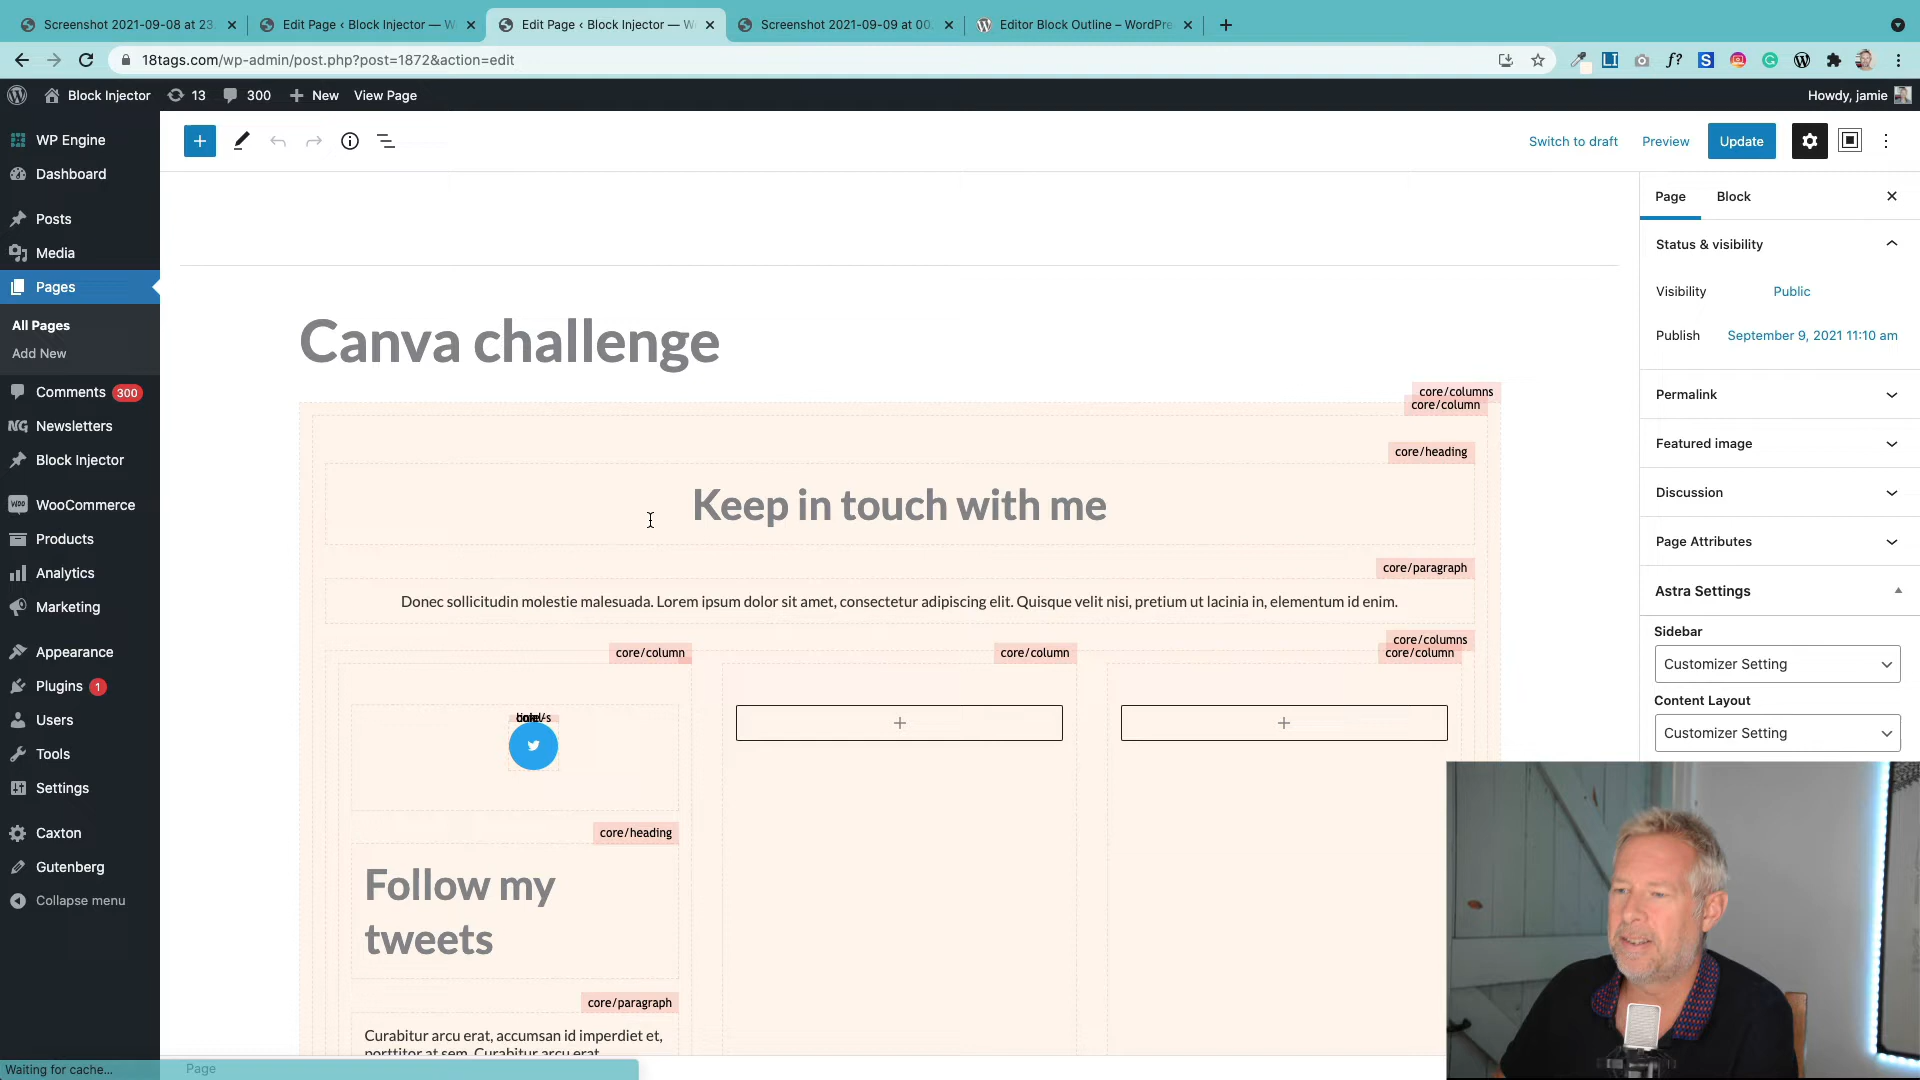 Screenshot 2021-09-08 at 23
Edit Page ‹ Block Injector — W
Edit Page ‹ Block Injector — W
Screenshot 2021-09-09 at 00
Editor Block Outline – WordPre
18tags.com/wp-admin/post.php?post=1872&action=edit
Block Injector
13
300
New
View Page
Howdy, jamie
WP Engine
Dashboard
Posts
Media
Pages
All Pages
Add New
Comments 300
Newsletters
Block Injector
WooCommerce
Products
Analytics
Marketing
Appearance
Plugins 1
Users
Tools
Settings
Caxton
Gutenberg
Collapse menu
Waiting for cache...
Switch to draft
Preview
Update
Canva challenge
core/columns
core/column
core/heading
Keep in touch with me
core/paragraph
Donec sollicitudin molestie malesuada. Lorem ipsum dolor sit amet, consectetur adipiscing elit. Quisque velit nisi, pretium ut lacinia in, elementum id enim.
core/columns
core/column
core/column
core/column
core/heading
Follow my
tweets
core/paragraph
Curabitur arcu erat, accumsan id imperdiet et,
porttitor at sem. Curabitur arcu erat
Page
Page
Block
Status & visibility
Visibility
Public
Publish
September 9, 2021 11:10 am
Permalink
Featured image
Discussion
Page Attributes
Astra Settings
Sidebar
Customizer Setting
Content Layout
Customizer Setting